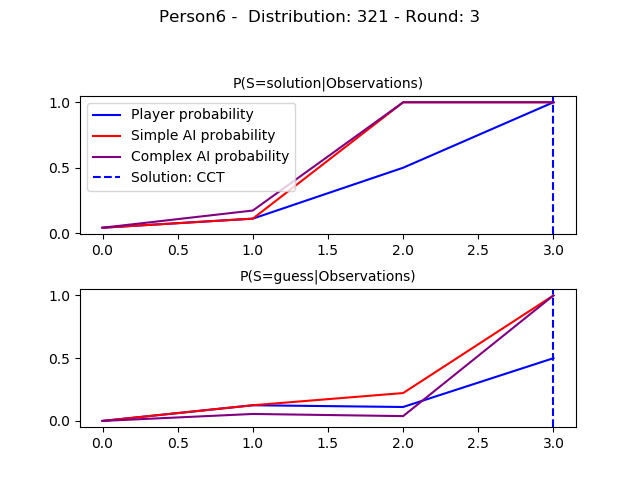 Person6 -  Distribution: 321 - Round: 3
P(S=solution|Observations)
1.0
0.5
0.0
Player probability
Simple AI probability
Complex AI probability
Solution: CCT
0.0 0.5 1.0 1.5 2.0 2.5 3.0
P(S=guess|Observations)
1.0
0.5
0.0
0.0 0.5 1.0 1.5 2.0 2.5 3.0